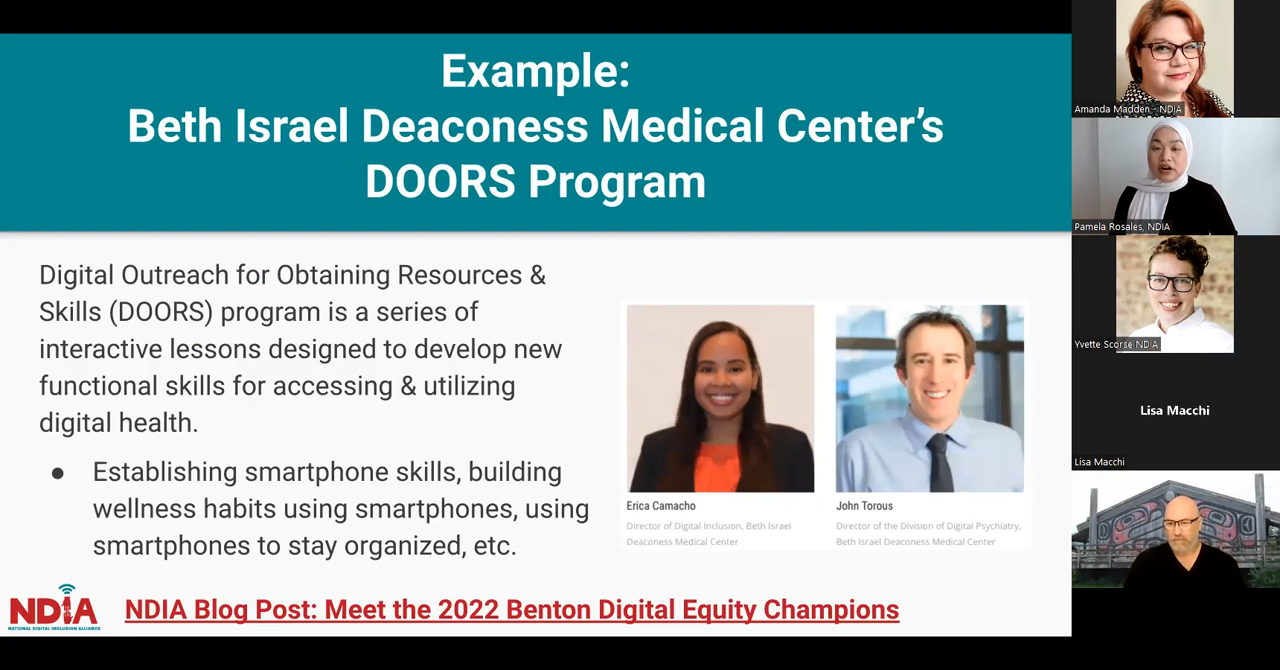 Example:
Beth Israel Deaconess Medical Center's
DOORS Program
Digital Outreach for Obtaining Resources &
Skills (DOORS) program is a series of
interactive lessons designed to develop new
functional skills for accessing & utilizing
digital health.
● Establishing smartphone skills, building
wellness habits using smartphones, using
smartphones to stay organized, etc.
Erica Camacho
Director of Digital Inclusion, Beth Israel
Deaconess Medical Center
John Torous
Director of the Division of Digital Psychiatry,
Beth Israel Deaconess Medical Center
NDIA
NATIONAL DIGITAL INCLUSION ALLIANCE
NDIA Blog Post: Meet the 2022 Benton Digital Equity Champions
Amanda Madden - NDIA
Pamela Rosales, NDIA
Yvette Scorse NDIA
Lisa Macchi
Lisa Macchi